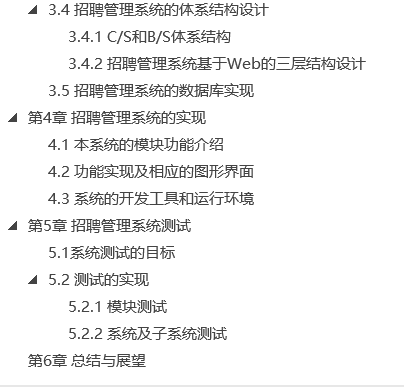 3.4 招聘管理系统的体系结构设计
3.4.1 C/S和B/S体系结构
3.4.2 招聘管理系统基于Web的三层结构设计
3.5 招聘管理系统的数据库实现
第4章 招聘管理系统的实现
4.1 本系统的模块功能介绍
4.2 功能实现及相应的图形界面
4.3 系统的开发工具和运行环境
第5章 招聘管理系统测试
5.1系统测试的目标
5.2 测试的实现
5.2.1 模块测试
5.2.2 系统及子系统测试
第6章 总结与展望